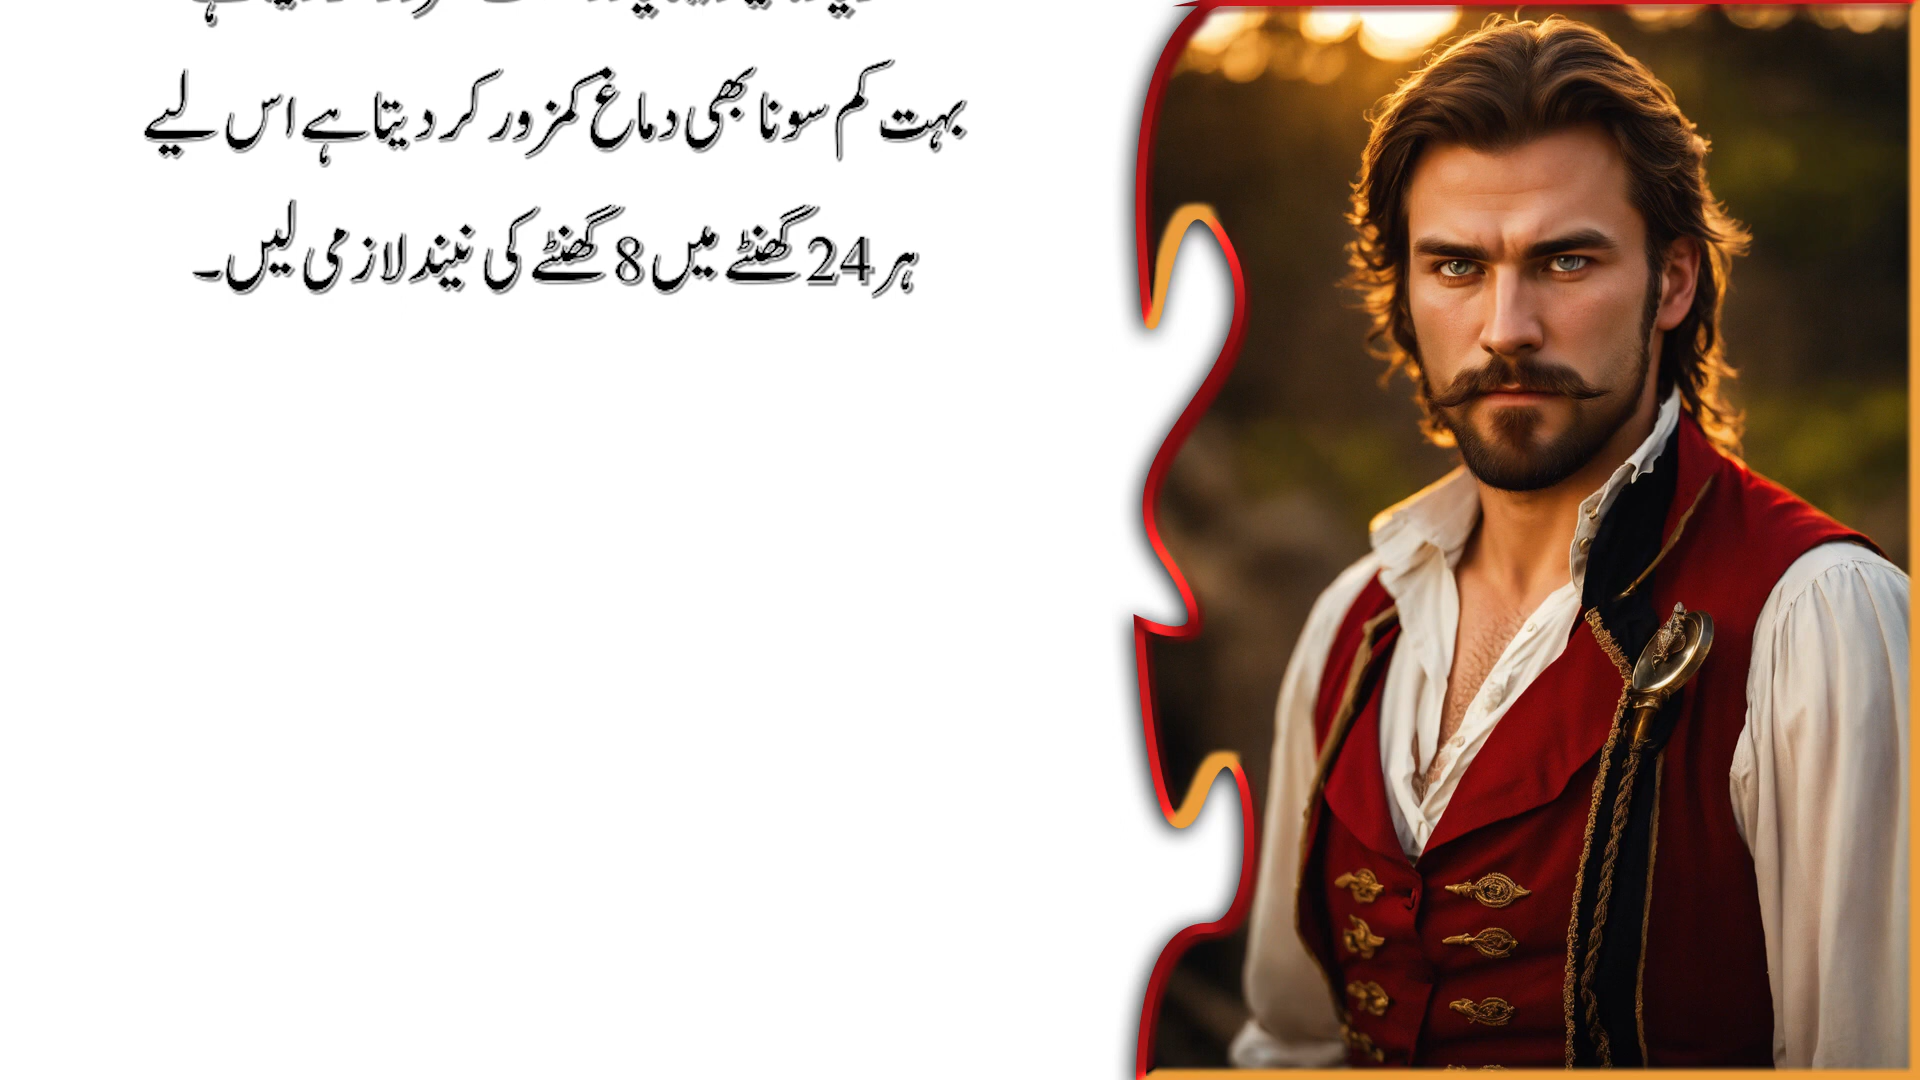 بہت کم سونا بھی دماغ کمزور کر دیتا ہے اس لیے
ہر 24 گھنٹے میں 8 گھنٹے کی نیند لازمی لیں۔